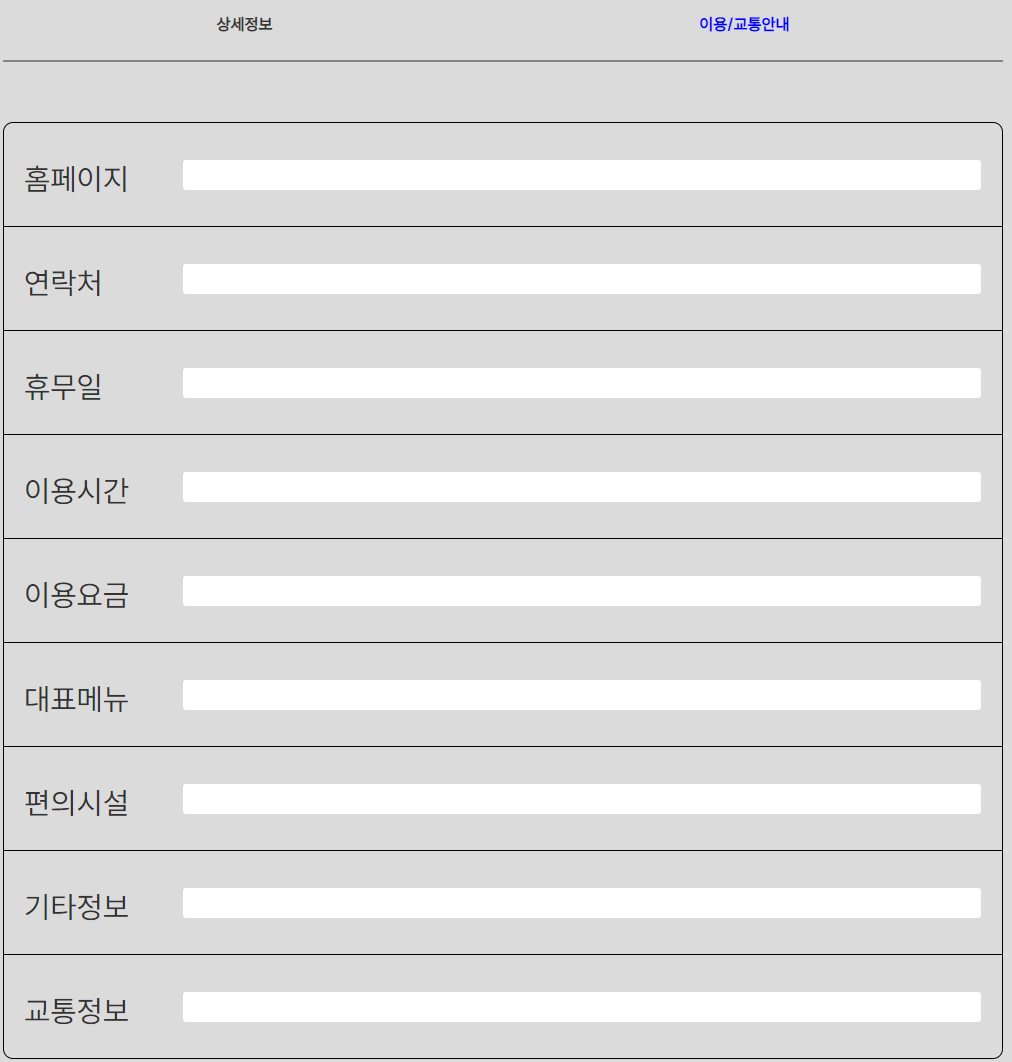 상세정보
이용/교통안내
홈페이지
연락처
휴무일
이용시간
이용요금
대표메뉴
편의시설
기타정보
교통정보